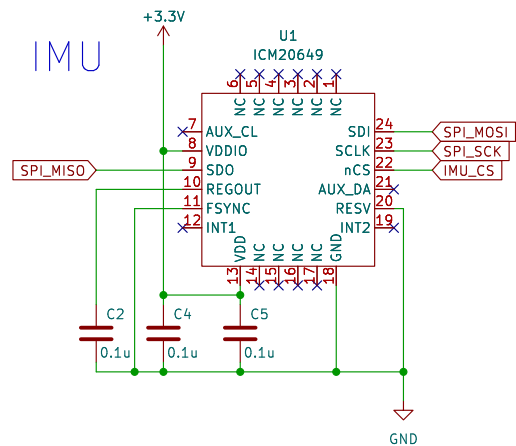 +3.3V
IMU
U1
ICM20649
6 5 4 3 2 1
NC NC NC NC NC NC
7 AUX_CL
8 VDDIO
SPI_MISO 9 SDO
10 REGOUT
11 FSYNC
12 INT1
SDI 24 SPI_MOSI
SCLK 23 SPI_SCK
nCS 22 IMU_CS
AUX_DA 21
RESV 20
INT2 19
VDD NC NC NC NC GND
13 14 15 16 17 18
C2
0.1u
C4
0.1u
C5
0.1u
GND